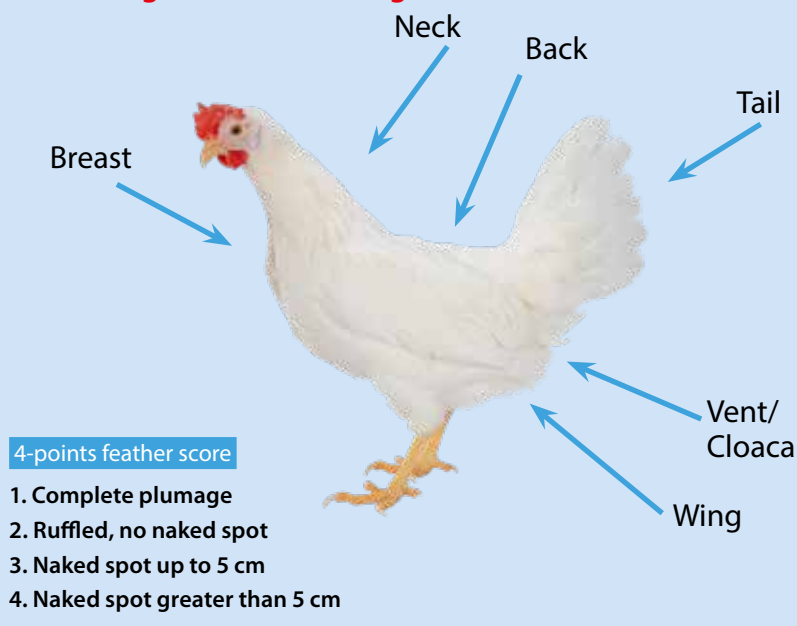 Neck
Back
Tail
Breast
Vent/
Cloaca
Wing
4-points feather score
1. Complete plumage
2. Ruffled, no naked spot
3. Naked spot up to 5 cm
4. Naked spot greater than 5 cm